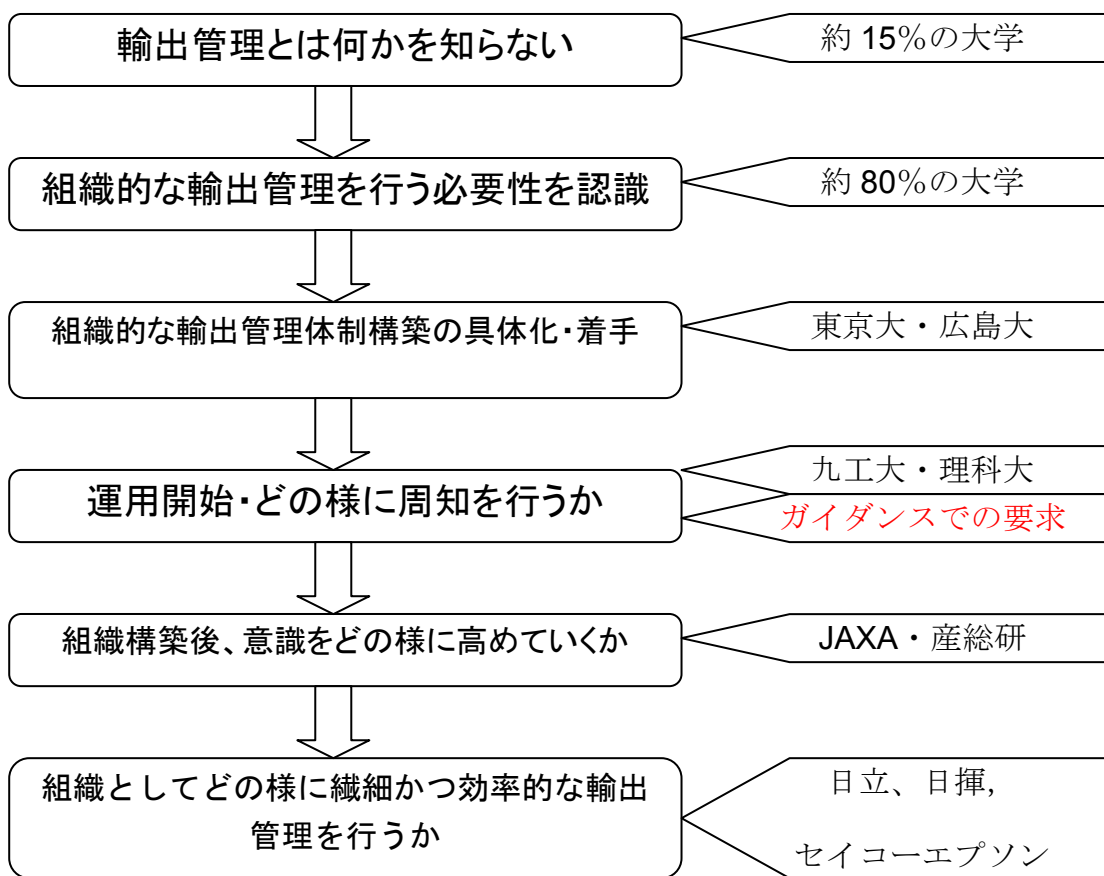 輸出管理とは何かを知らない
約 15%の大学
組織的な輸出管理を行う必要性を認識
約 80%の大学
組織的な輸出管理体制構築の具体化・着手
東京大・広島大
運用開始・どの様に周知を行うか
九工大・理科大
ガイダンスでの要求
組織構築後、意識をどの様に高めていくか
JAXA・産総研
組織としてどの様に繊細かつ効率的な輸出
管理を行うか
日立、日揮,
セイコーエプソン